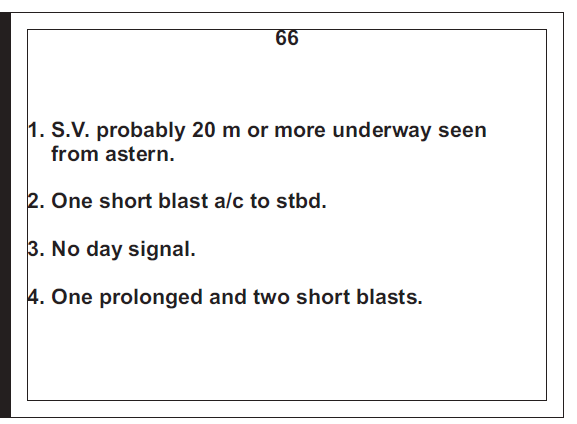 66
1. S.V. probably 20 m or more underway seen
from astern.
2. One short blast a/c to stbd.
3. No day signal.
4. One prolonged and two short blasts.